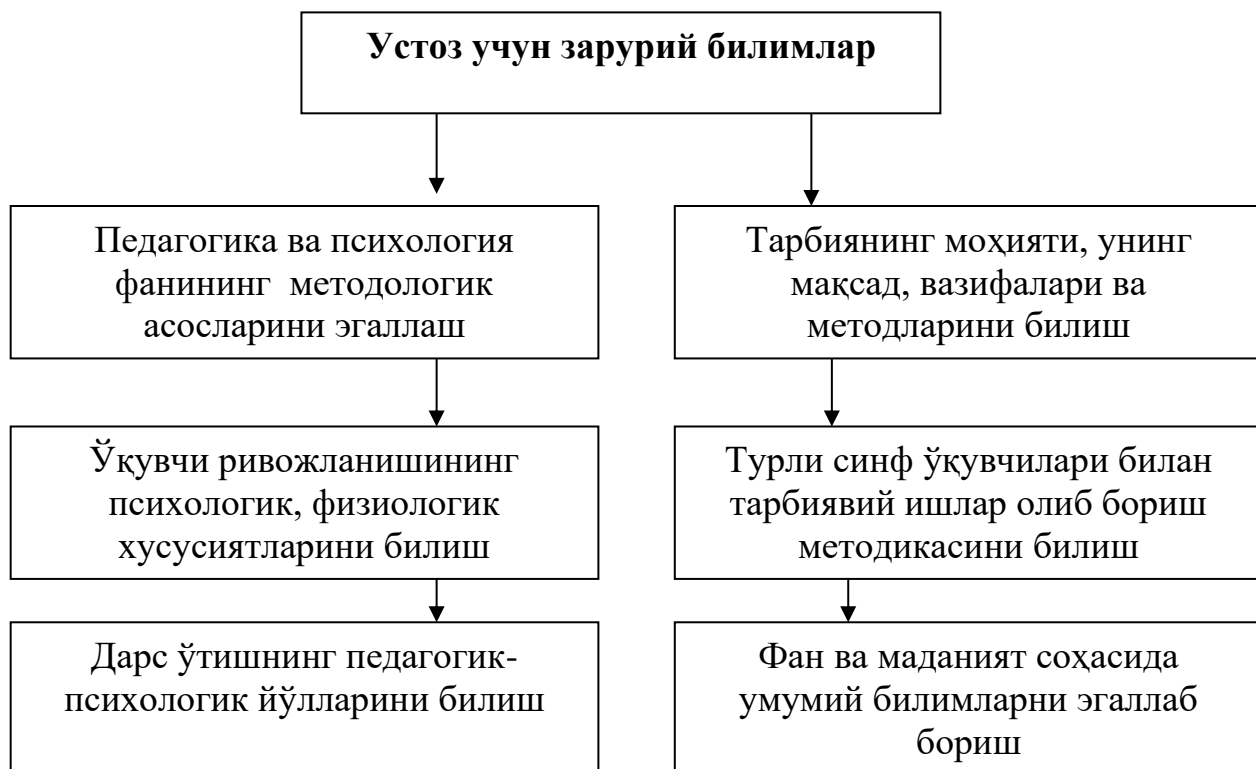 Устоз учун зарурий билимлар
Педагогика ва психология
фанининг методологик
асосларини эгаллаш
Тарбиянинг моҳияти, унинг
мақсад, вазифалари ва
методларини билиш
Ўқувчи ривожланишининг
психологик, физиологик
хусусиятларини билиш
Турли синф ўқувчилари билан
тарбиявий ишлар олиб бориш
методикасини билиш
Дарс ўтишнинг педагогик-
психологик йўлларини билиш
Фан ва маданият соҳасида
умумий билимларни эгаллаб
бориш